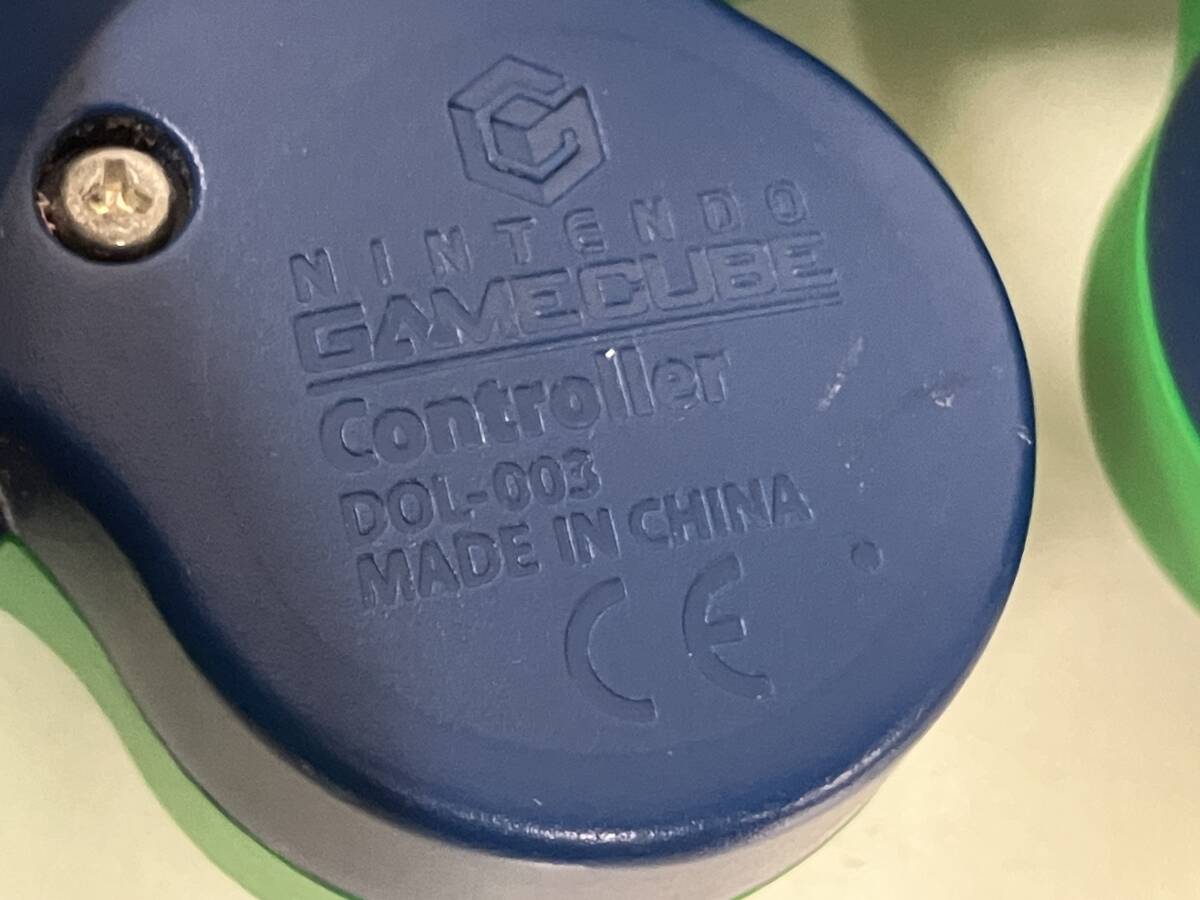 NINTENDO
GAMECUBE
Controller
DOL-003
MADE IN CHINA
CE